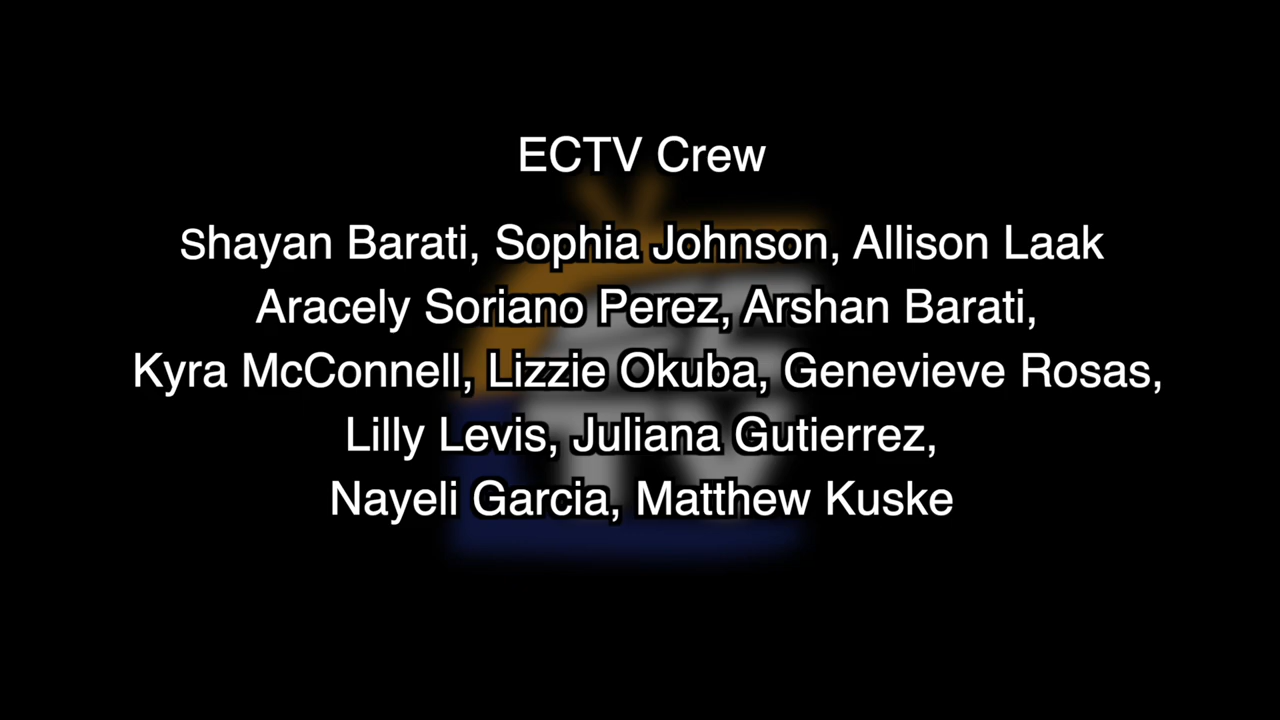 ECTV Crew
Shayan Barati, Sophia Johnson, Allison Laak
Aracely Soriano Perez, Arshan Barati,
Kyra McConnell, Lizzie Okuba, Genevieve Rosas,
Lilly Levis, Juliana Gutierrez,
Nayeli Garcia, Matthew Kuske